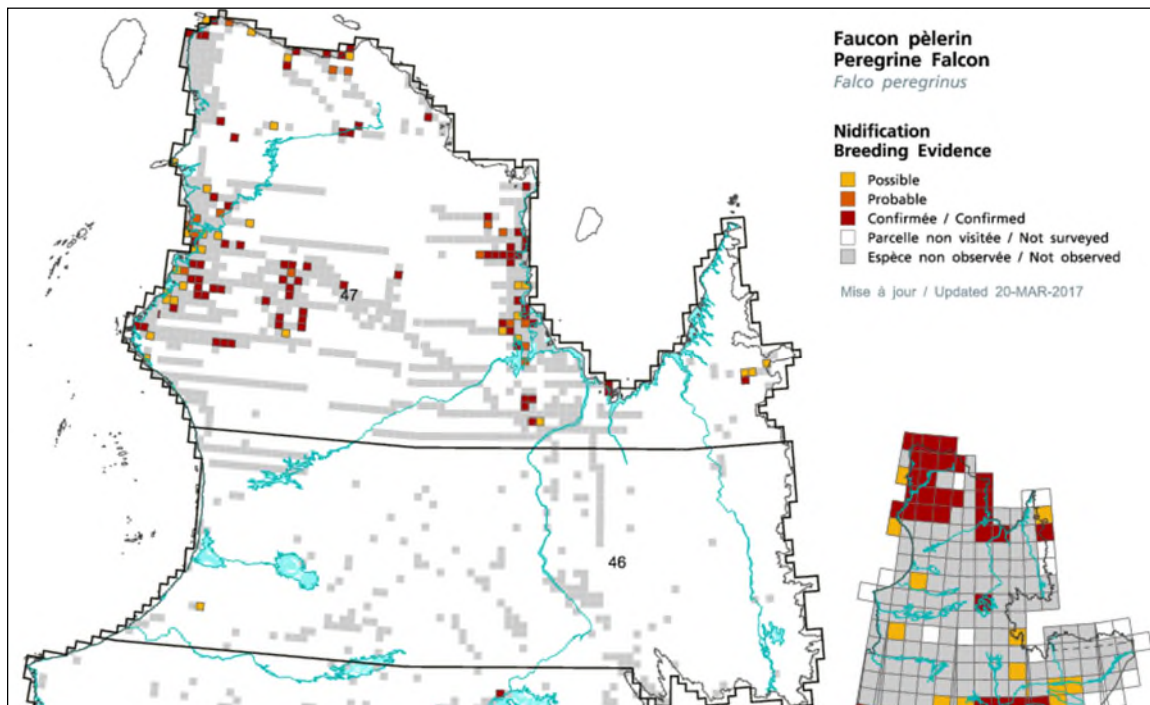 Faucon pèlerin
Peregrine Falcon
Falco peregrinus
Nidification
Breeding Evidence
Possible
Probable
Confirmée / Confirmed
Parcelle non visitée / Not surveyed
Espèce non observée / Not observed
Mise à jour / Updated 20-MAR-2017
47
46